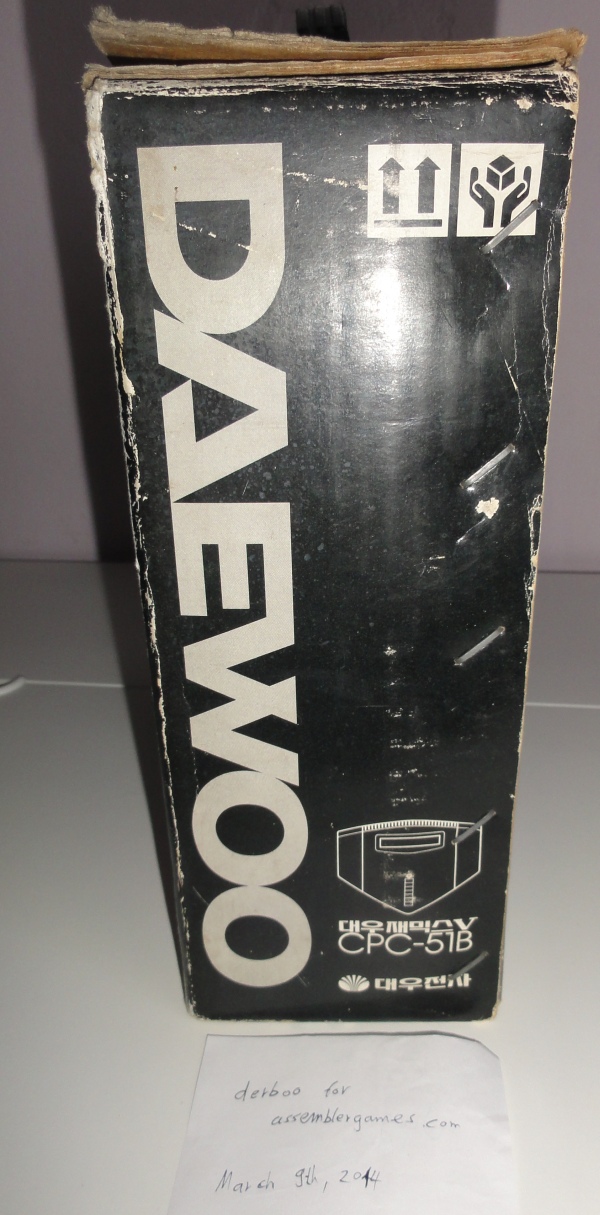 DAEWOO
대우재믹스V
CPC-51B
대우전자
derboo for
assemblergames.com
March 9th, 2014